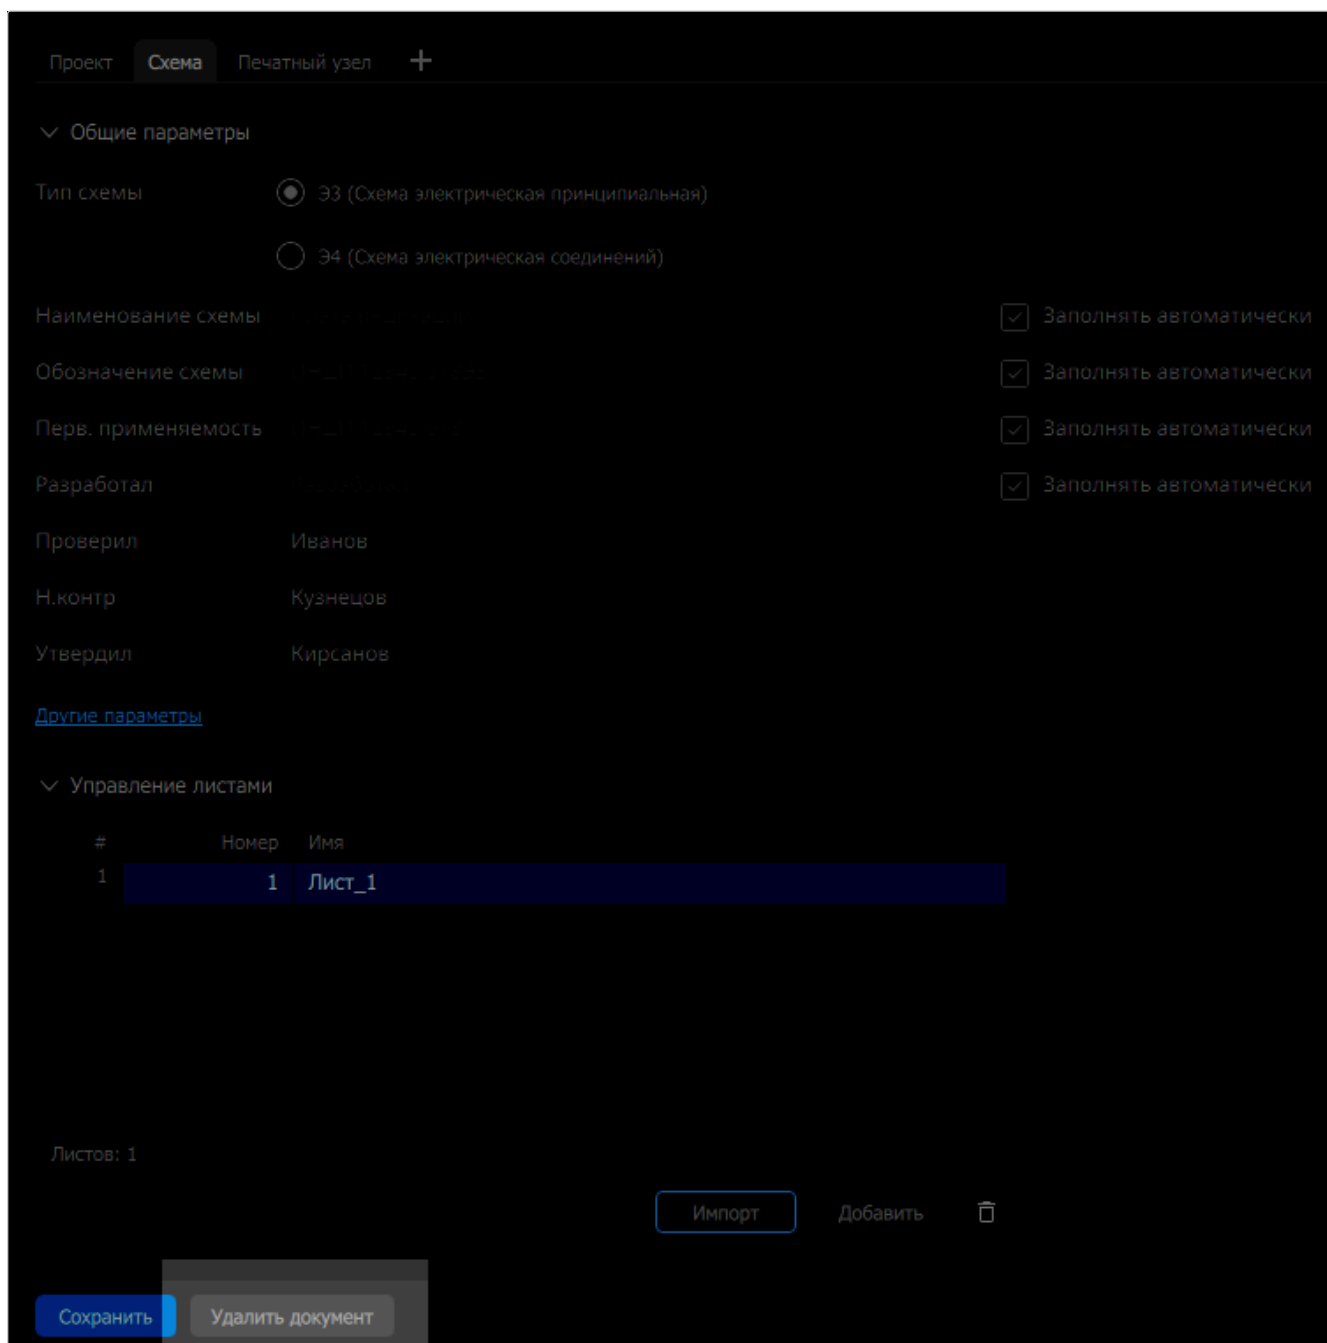 Проект Схема Печатный узел
Общие параметры
Тип схемы Э3 (Схема электрическая принципиальная)
Э4 (Схема электрическая соединений)
Наименование схемы Заполнять автоматически
Обозначение схемы Заполнять автоматически
Перв. применяемость Заполнять автоматически
Разработал Заполнять автоматически
Проверил Иванов
Н.контр Кузнецов
Утвердил Кирсанов
Другие параметры
Управление листами
# Номер Имя
1 1 Лист_1
Листов: 1
Импорт Добавить
Сохранить Удалить документ